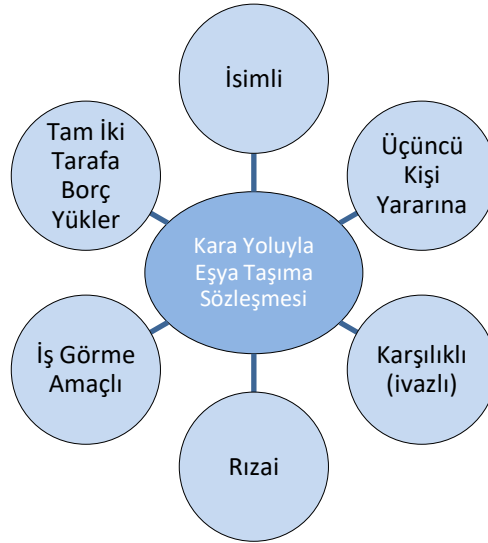 İsimli
Üçüncü
Kişi
Yararına
Karşılıklı
(ivazlı)
Rızai
İş Görme
Amaçlı
Tam İki
Tarafa
Borç
Yükler
Kara Yoluyla
Eşya Taşıma
Sözleşmesi